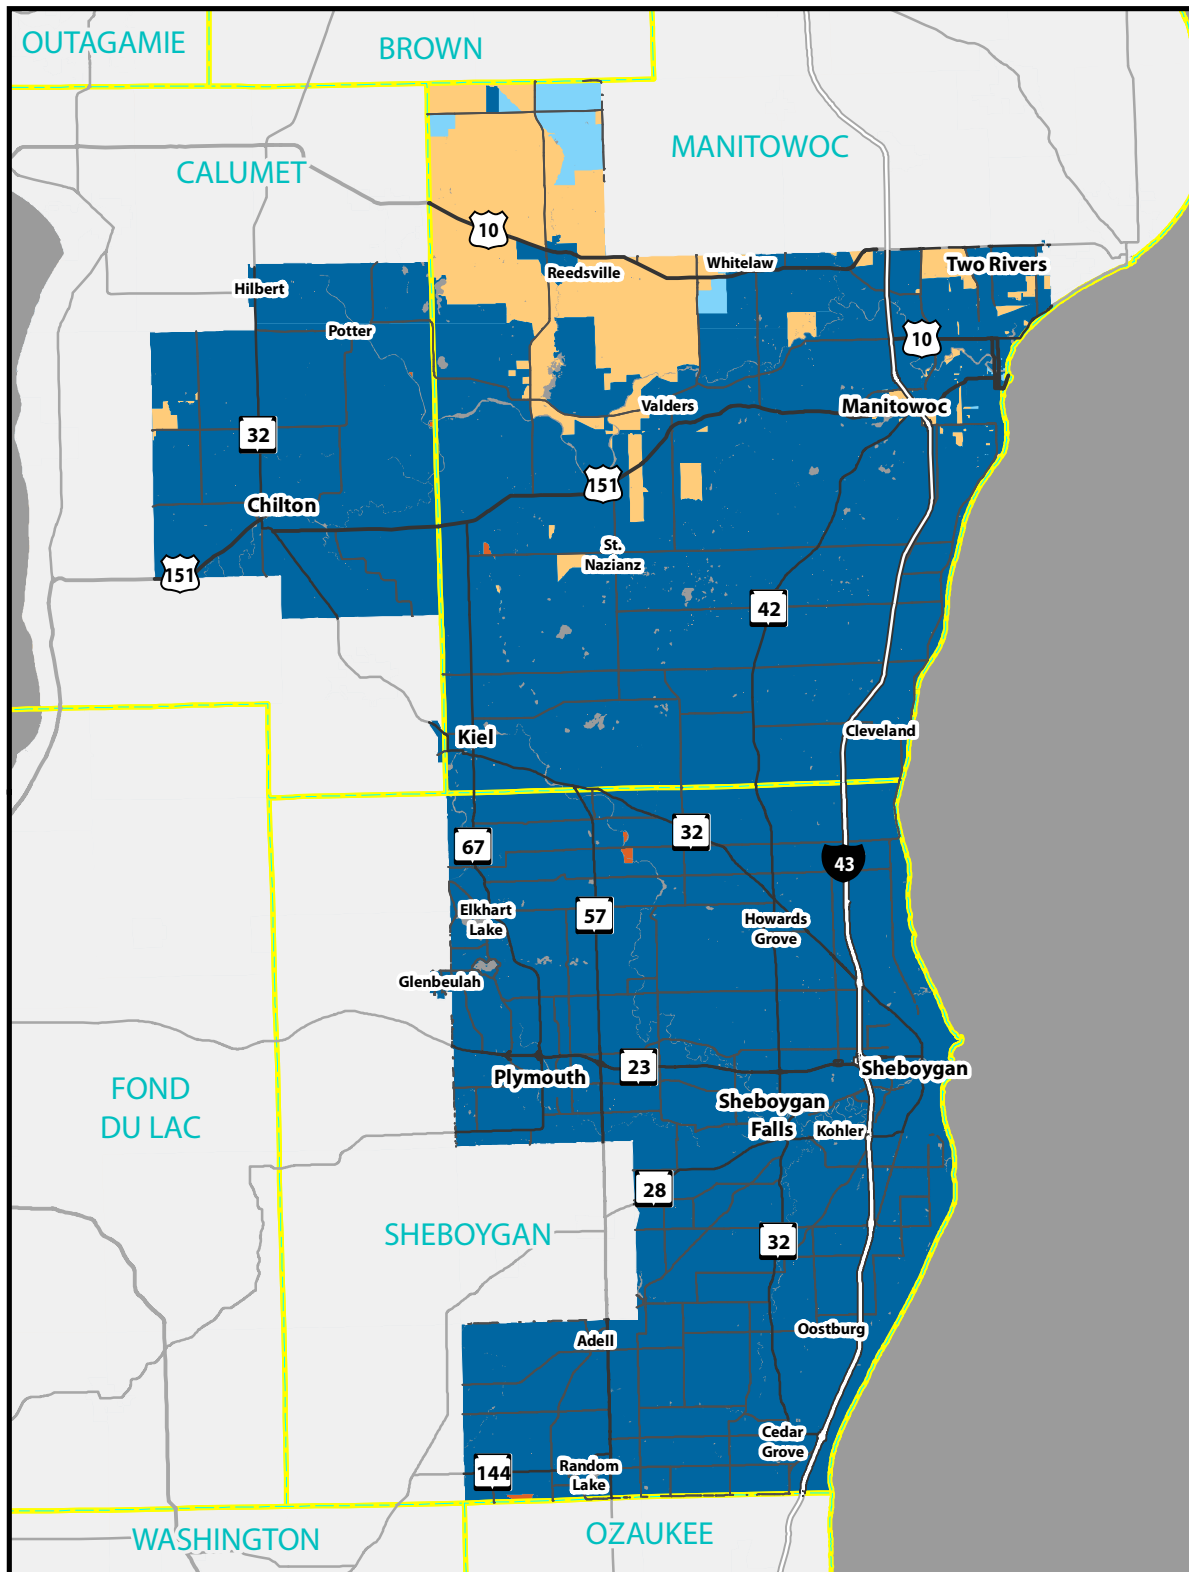 OUTAGAMIE
BROWN
MANITOWOC
CALUMET
10
Reedsville
Whitelaw
Two Rivers
Hilbert
Potter
10
Valders
Manitowoc
32
151
Chilton
St.
Nazianz
151
42
Kiel
Cleveland
67
32
43
Elkhart
Lake
57
Howards
Grove
Glenbeulah
23
Sheboygan
Plymouth
FOND
DU LAC
Sheboygan
Falls
Kohler
28
SHEBOYGAN
32
Adell
Oostburg
Cedar
Grove
144
Random
Lake
WASHINGTON
OZAUKEE